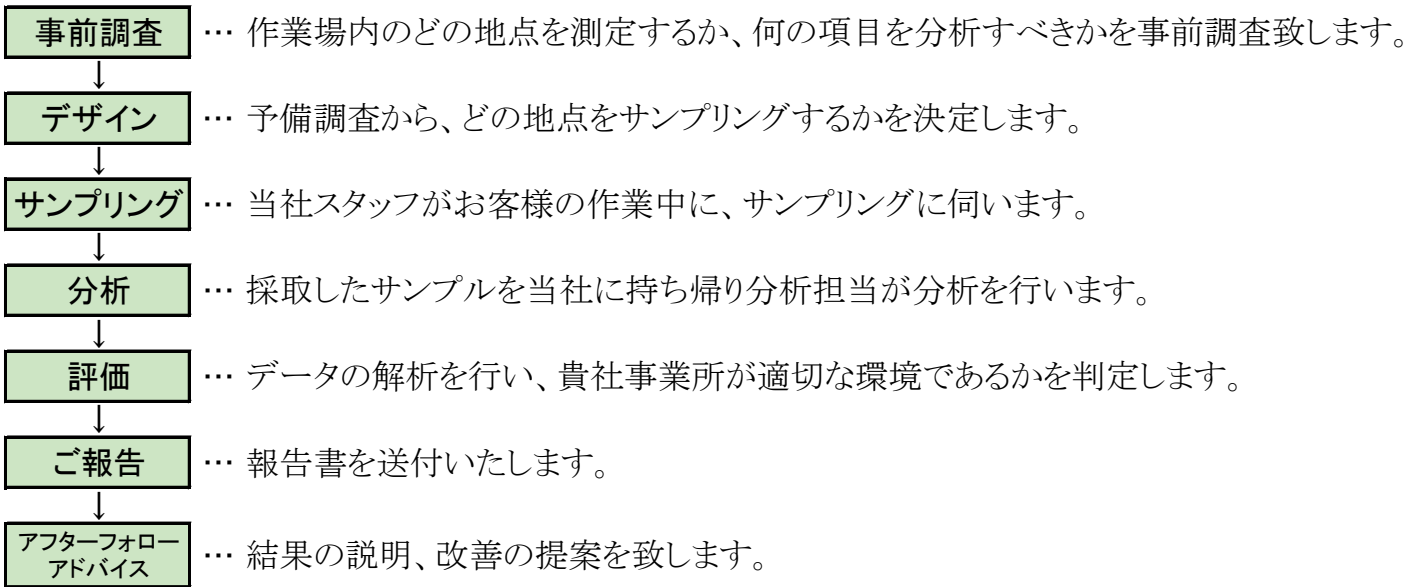 事前調査 … 作業場内のどの地点を測定するか、何の項目を分析すべきかを事前調査致します。
↓
デザイン … 予備調査から、どの地点をサンプリングするかを決定します。
↓
サンプリング … 当社スタッフがお客様の作業中に、サンプリングに伺います。
↓
分析 … 採取したサンプルを当社に持ち帰り分析担当が分析を行います。
↓
評価 … データの解析を行い、貴社事業所が適切な環境であるかを判定します。
↓
ご報告 … 報告書を送付いたします。
↓
アフターフォロー
アドバイス … 結果の説明、改善の提案を致します。